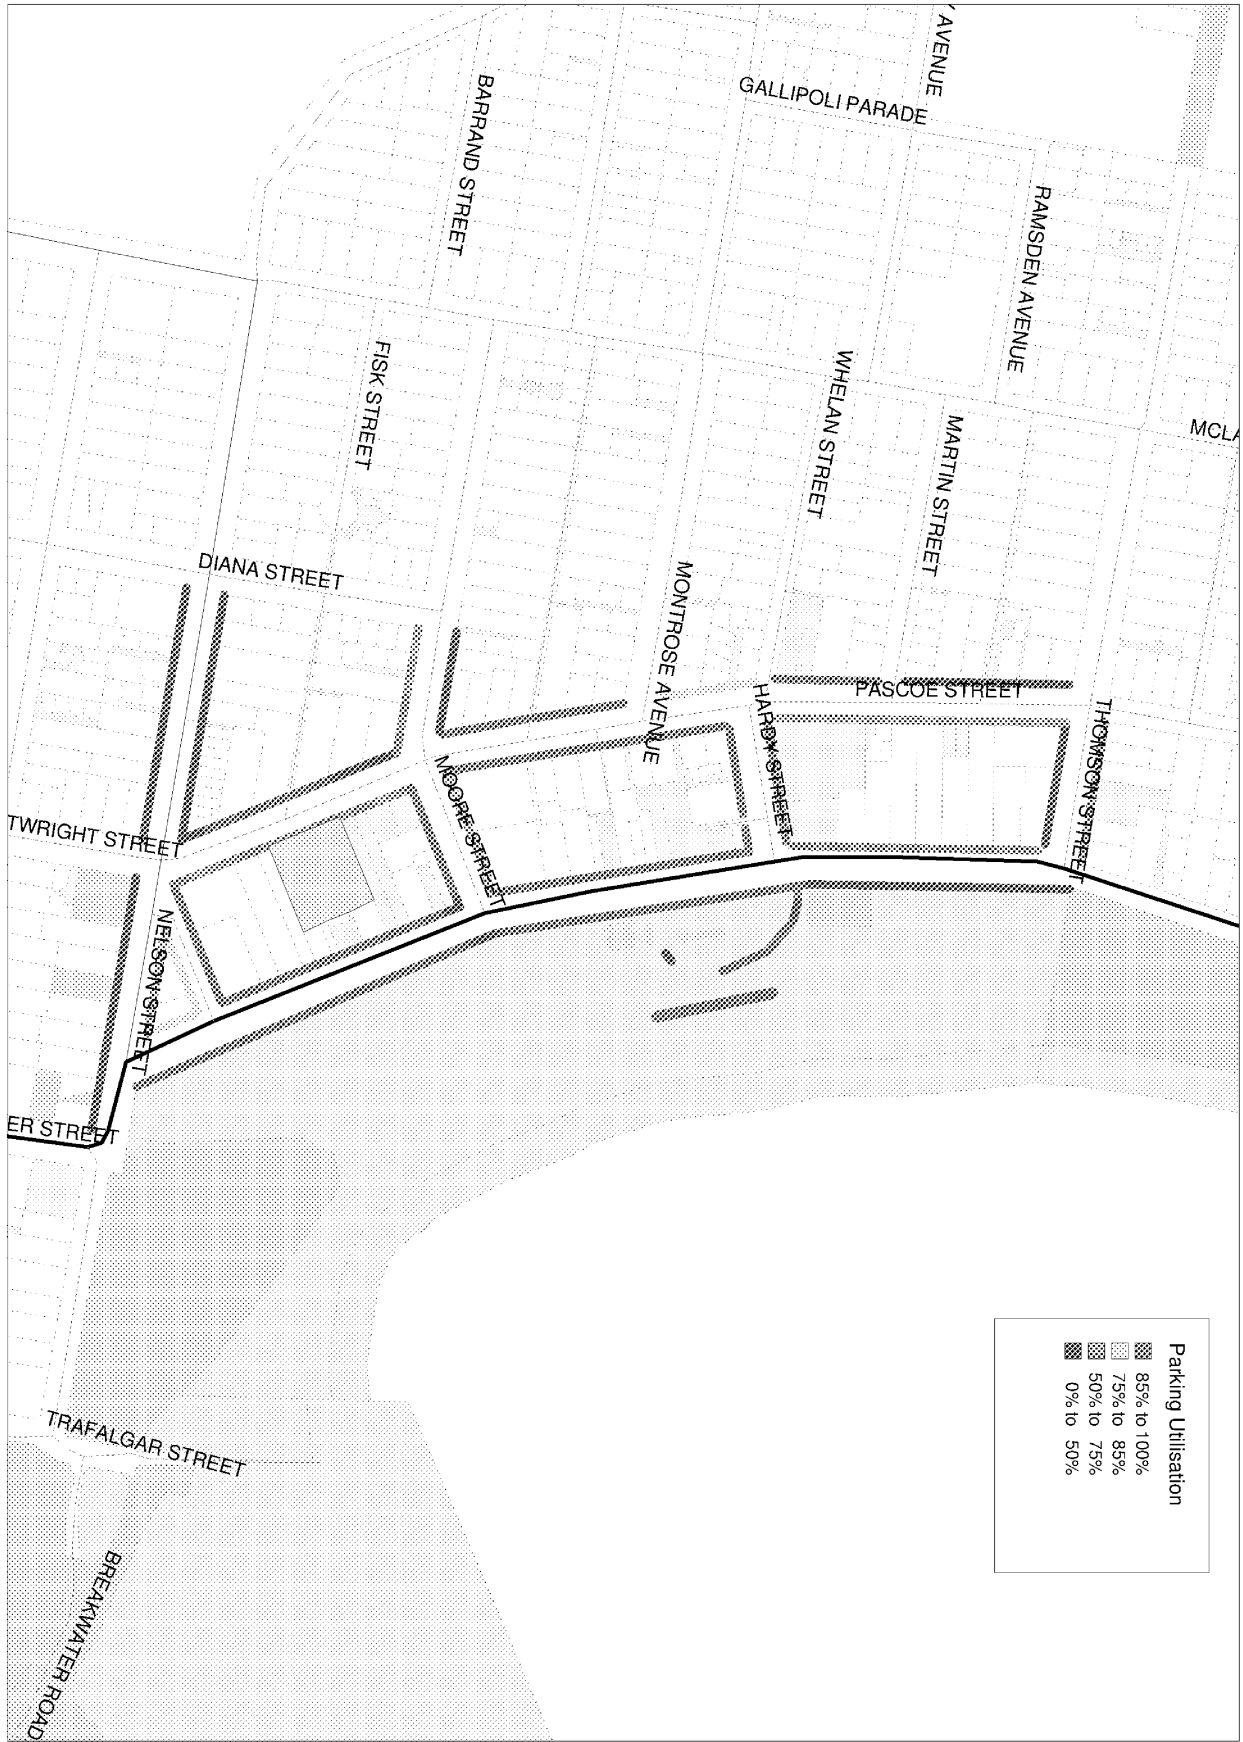 Y AVENUE
GALLIPOLI PARADE
BARRAND STREET
RAMSDEN AVENUE
MCLA
FISK STREET
WHELAN STREET
MARTIN STREET
DIANA STREET
MONTROSE AVENUE
PASCOE STREET
HARDY STREET
THOMSON STREET
MOORE STREET
TWRIGHT STREET
NELSON STREET
ER STREET
TRAFALGAR STREET
BREAKWATER ROAD
Parking Utilisation
85% to 100%
75% to 85%
50% to 75%
0% to 50%